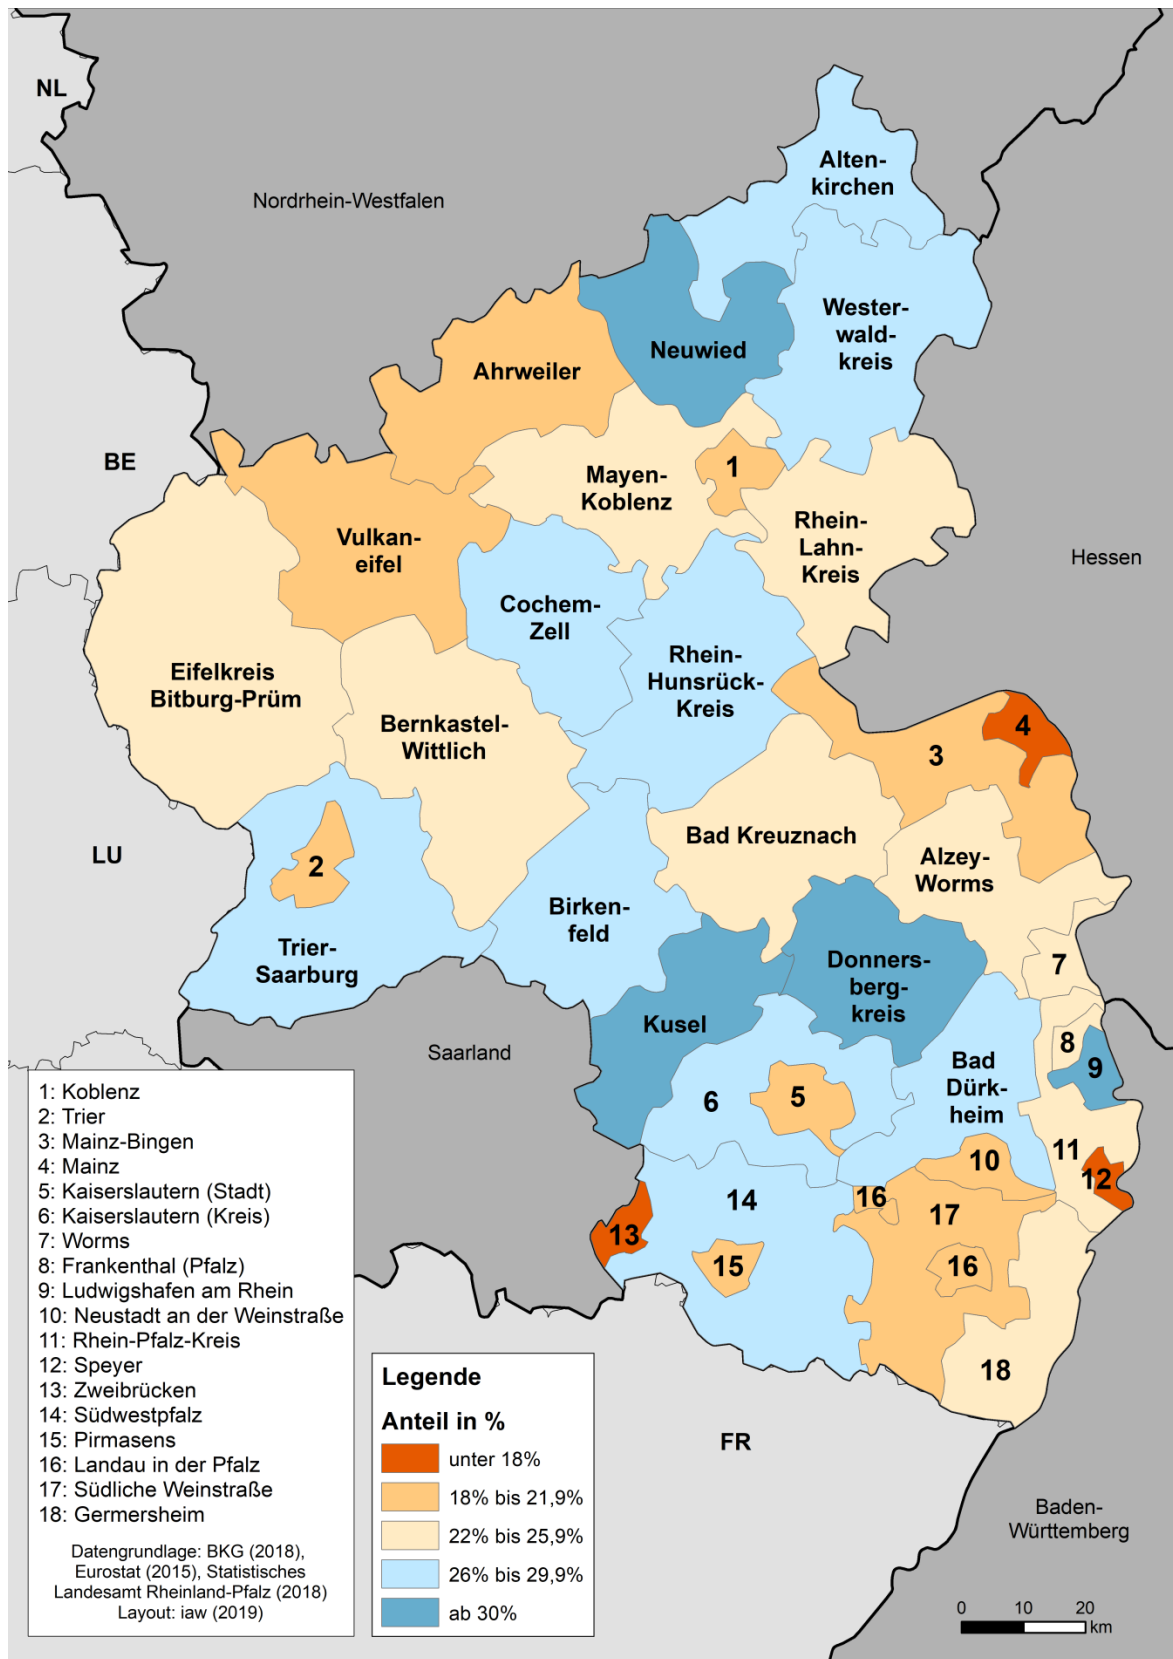 NL
Nordrhein-Westfalen
Alten-
kirchen
Wester-
wald-
kreis
Neuwied
Ahrweiler
BE
1
Mayen-
Koblenz
Rhein-
Lahn-
Kreis
Hessen
Vulkan-
eifel
Cochem-
Zell
Rhein-
Hunsrück-
Kreis
Eifelkreis
Bitburg-Prüm
Bernkastel-
Wittlich
4
3
Bad Kreuznach
LU
2
Alzey-
Worms
Birken-
feld
Trier-
Saarburg
Donners-
berg-
kreis
7
Kusel
Saarland
8
9
Bad
Dürk-
heim
6
5
11
10
12
14
16
17
13
15
16
18
FR
Baden-
Württemberg
1: Koblenz
2: Trier
3: Mainz-Bingen
4: Mainz
5: Kaiserslautern (Stadt)
6: Kaiserslautern (Kreis)
7: Worms
8: Frankenthal (Pfalz)
9: Ludwigshafen am Rhein
10: Neustadt an der Weinstraße
11: Rhein-Pfalz-Kreis
12: Speyer
13: Zweibrücken
14: Südwestpfalz
15: Pirmasens
16: Landau in der Pfalz
17: Südliche Weinstraße
18: Germersheim
Datengrundlage: BKG (2018),
Eurostat (2015), Statistisches
Landesamt Rheinland-Pfalz (2018)
Layout: iaw (2019)
Legende
Anteil in %
unter 18%
18% bis 21,9%
22% bis 25,9%
26% bis 29,9%
ab 30%
0 10 20
km